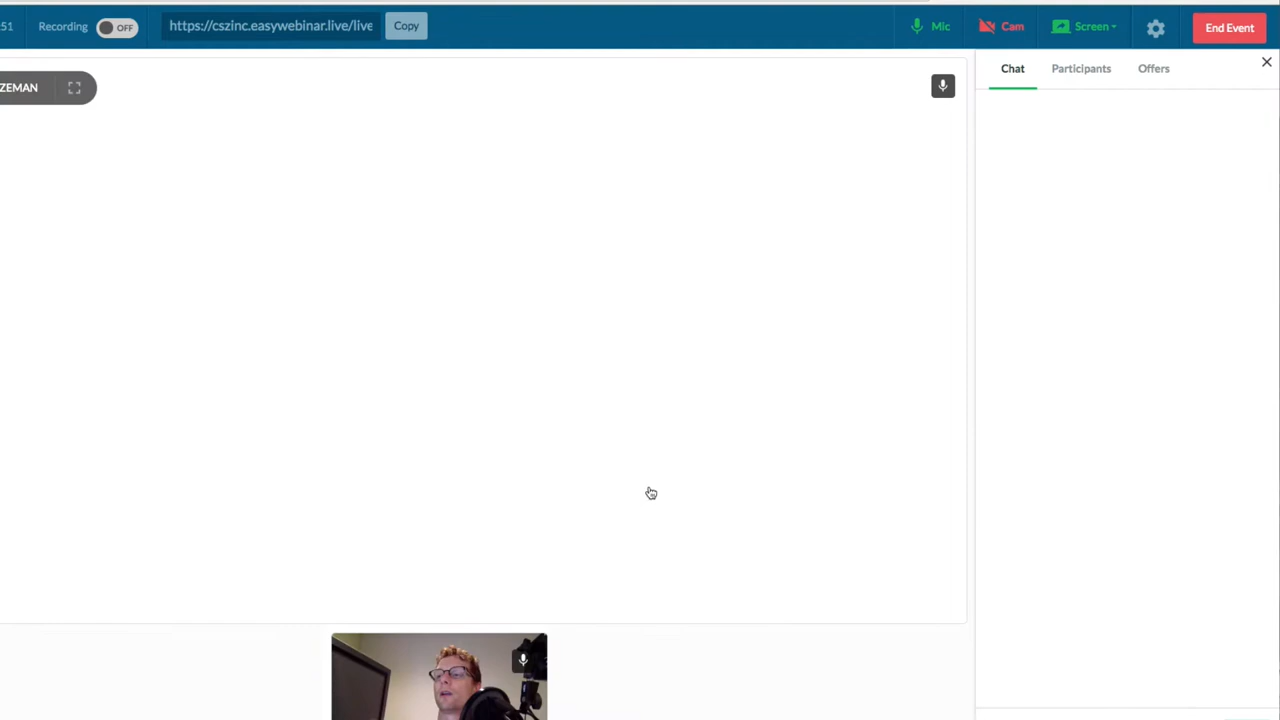 :51 Recording OFF https://cszinc.easywebinar.live/live Copy Mic Cam Screen End Event
ZEMAN
Chat Participants Offers